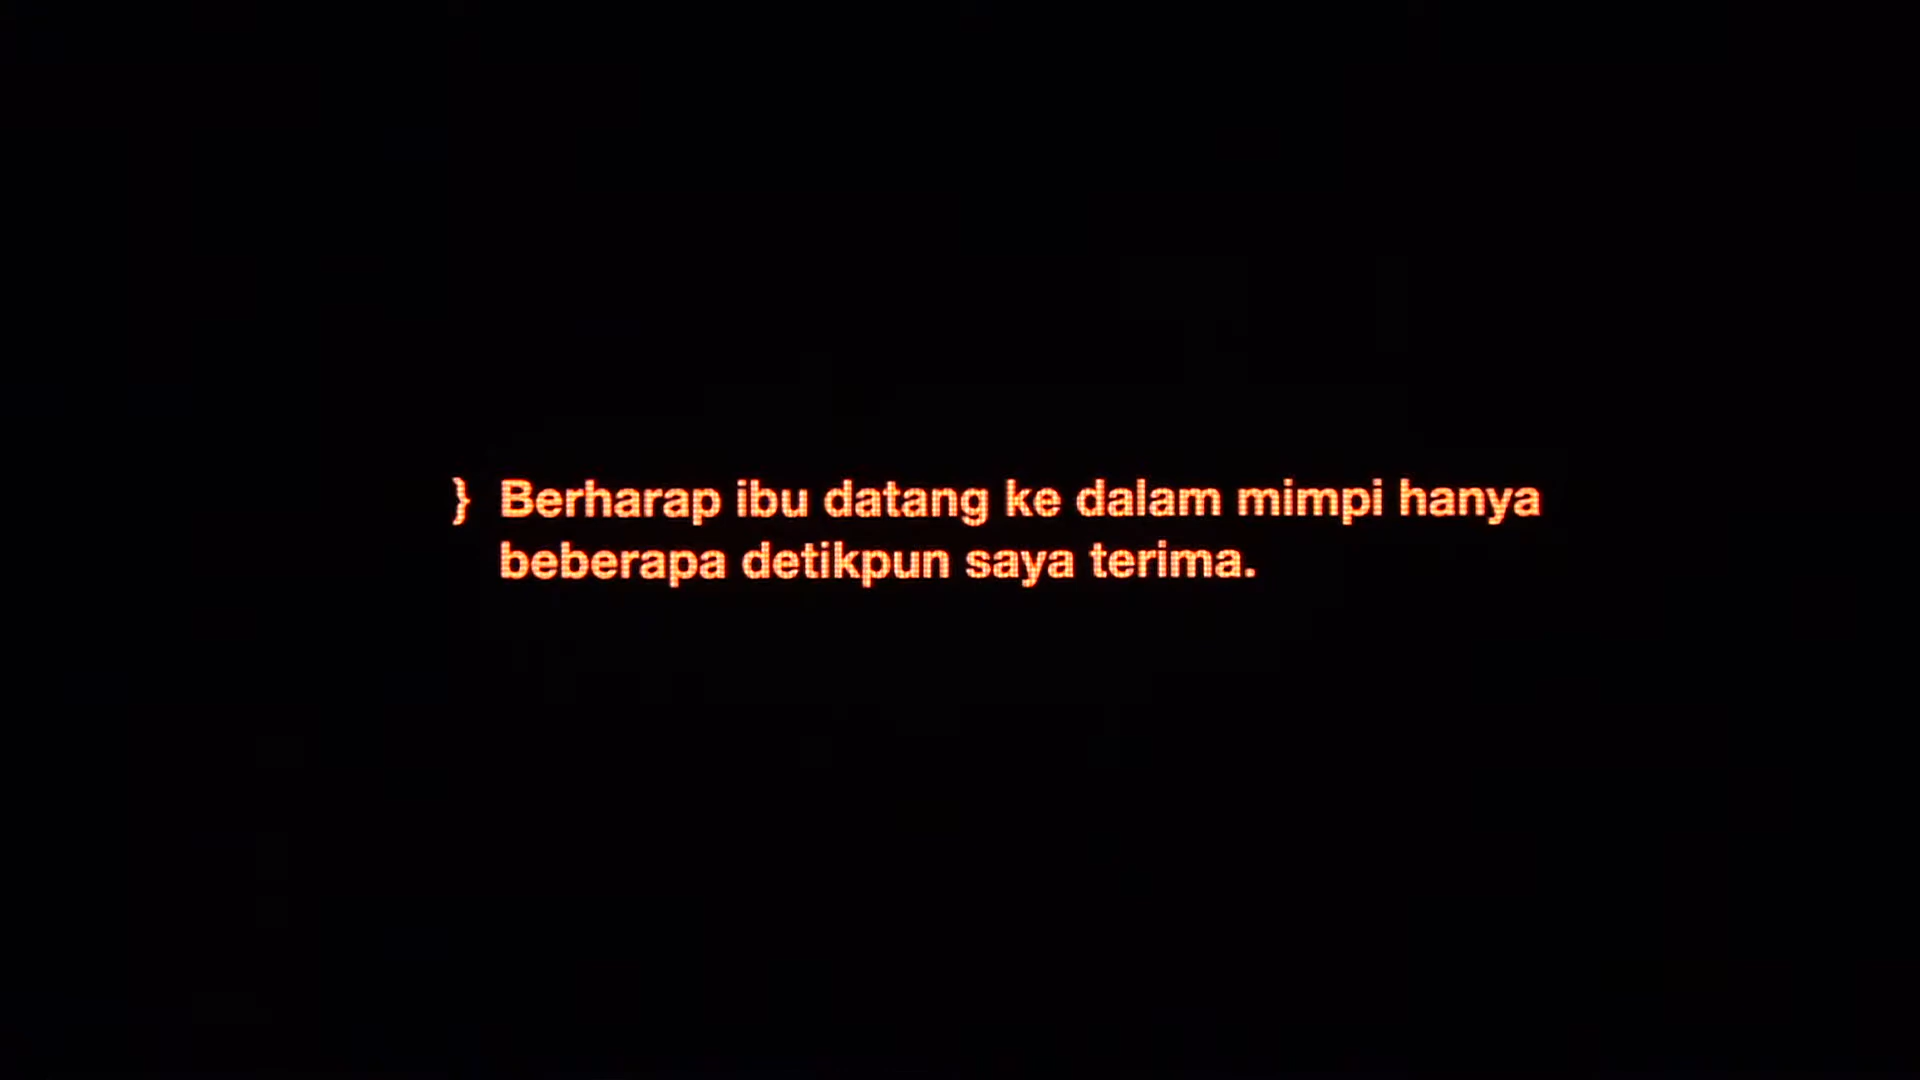 } Berharap ibu datang ke dalam mimpi hanya
beberapa detikpun saya terima.